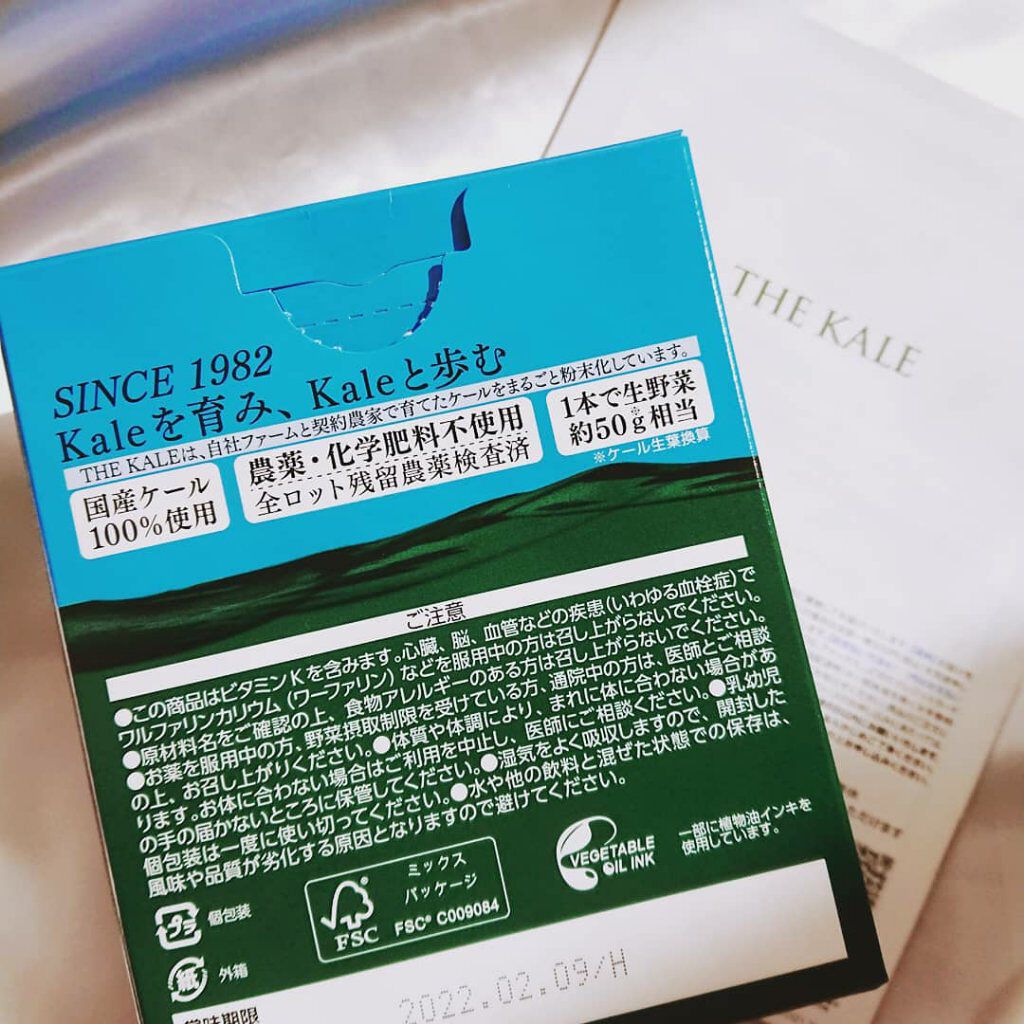 SINCE 1982
Kaleを育み、Kaleと歩む
THE KALEは、自社ファームと契約農家で育てたケールをまるごと粉末化しています。
国産ケール
100%使用
農薬・化学肥料不使用
全ロット残留農薬検査済
1本で生野菜
約50g※相当
※ケール生葉換算
ご注意
●この商品はビタミンKを含みます。心臓、脳、血管などの疾患(いわゆる血栓症)で
ワルファリンカリウム(ワーファリン)などを服用中の方は召し上がらないでください。
●原材料名をご確認の上、食物アレルギーのある方は召し上がらないでください。
●お薬を服用中の方、野菜摂取制限を受けている方、通院中の方は、医師とご相談
の上、お召し上がりください。●体質や体調により、まれに体に合わない場合があ
ります。お体に合わない場合はご利用を中止し、医師にご相談ください。●乳幼児
の手の届かないところに保管してください。●湿気をよく吸収しますので、開封した
個包装は一度に使い切ってください。●水や他の飲料と混ぜた状態での保存は、
風味や品質が劣化する原因となりますので避けてください。
プラ
個包装
紙
外箱
FSC
ミックス
パッケージ
FSC® C009084
VEGETABLE
OIL INK
一部に植物油インキを
使用しています。
賞味期限
2022.02.09/H
THE KALE